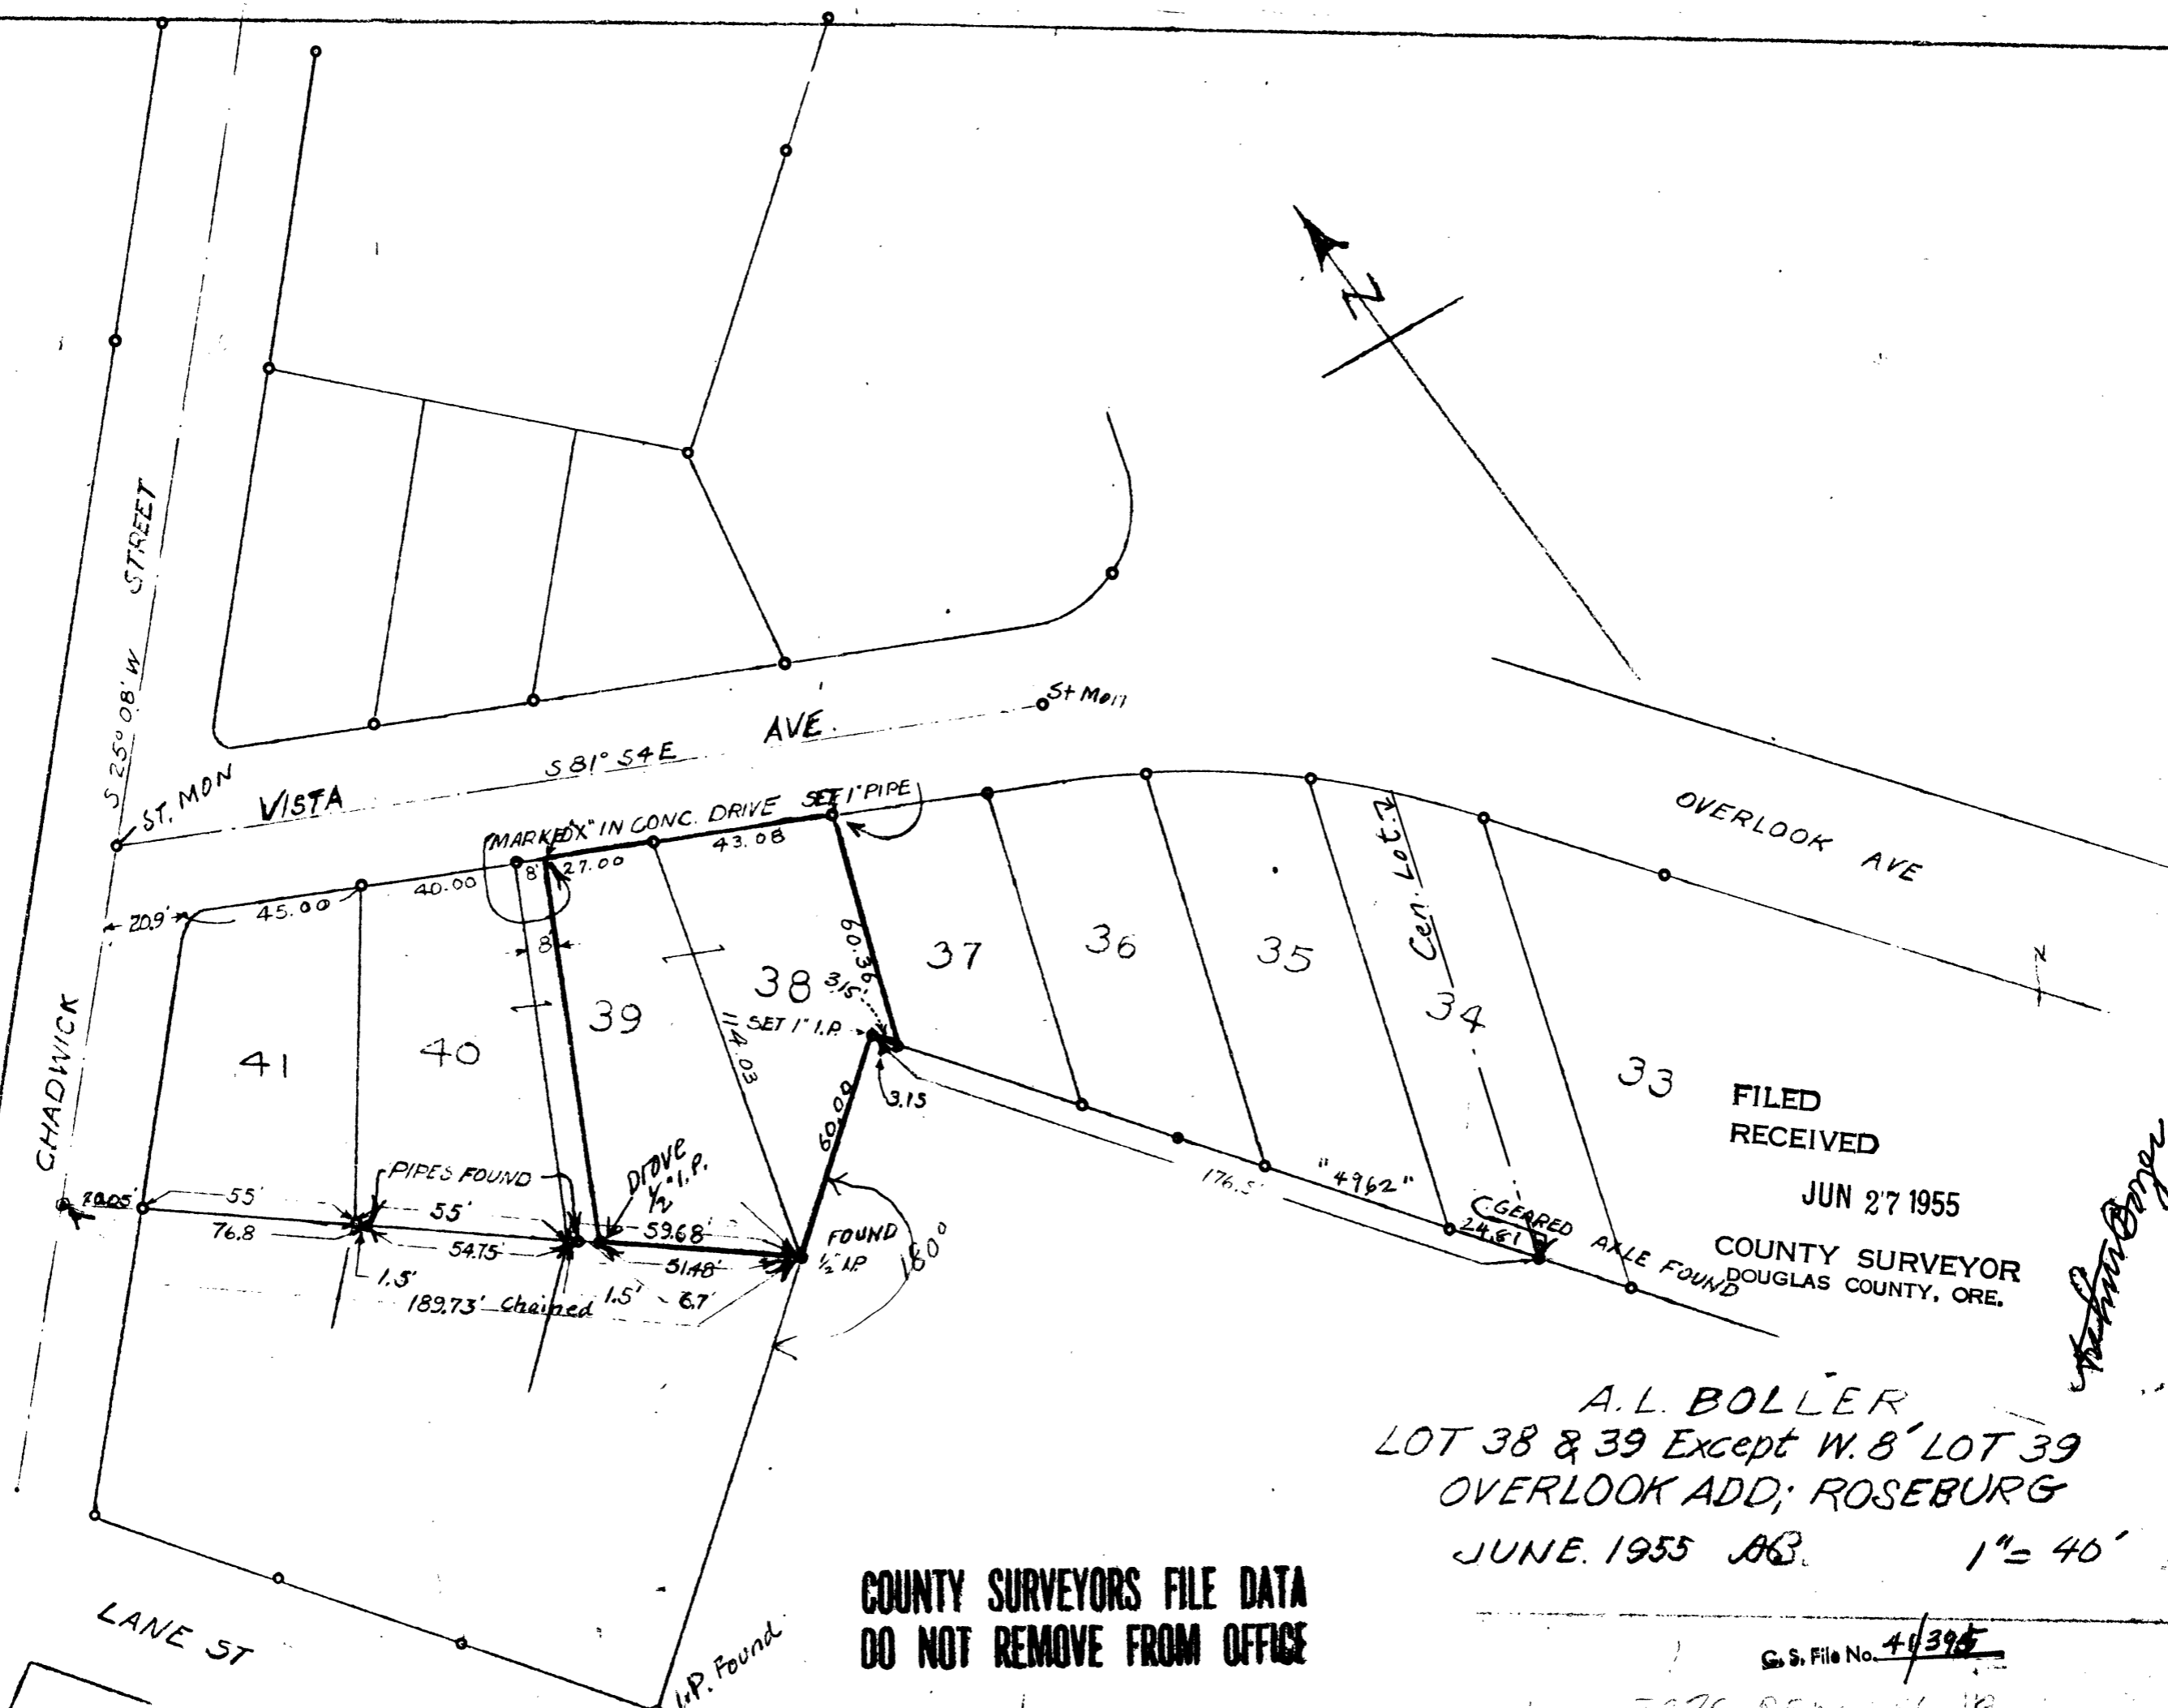 N
STREET
S 25° 08' W
St Mon
AVE.
S 81° 54 E
ST. MON
VISTA
SET 1" PIPE
MARKED "X" IN CONC. DRIVE
43.08
27.00
8'
40.00
45.00
20.9'
OVERLOOK AVE
Cen. Lot
8'
60.36
3.15'
37
36
35
38
39
34
SET 1" I.P.
N
40
41
114.03
33
CHADWICK
3.15
60.00
FILED
RECEIVED
JUN 27 1955
COUNTY SURVEYOR
DOUGLAS COUNTY, ORE.
PIPES FOUND
Drove
½" I.P.
176.5'
"4962"
20.05'
55'
55'
59.68'
76.8
54.75'
51.48'
FOUND
½" I.P.
180°
24.81
GEARED AXLE FOUND
1.5'
1.5'
6.7'
189.73' Chained
A.L. BOLLER
LOT 38 & 39 Except W. 8' LOT 39
OVERLOOK ADD; ROSEBURG
JUNE. 1955 AB. 1" = 40'
COUNTY SURVEYORS FILE DATA
DO NOT REMOVE FROM OFFICE
LANE ST
I.P. Found
C. S. File No.